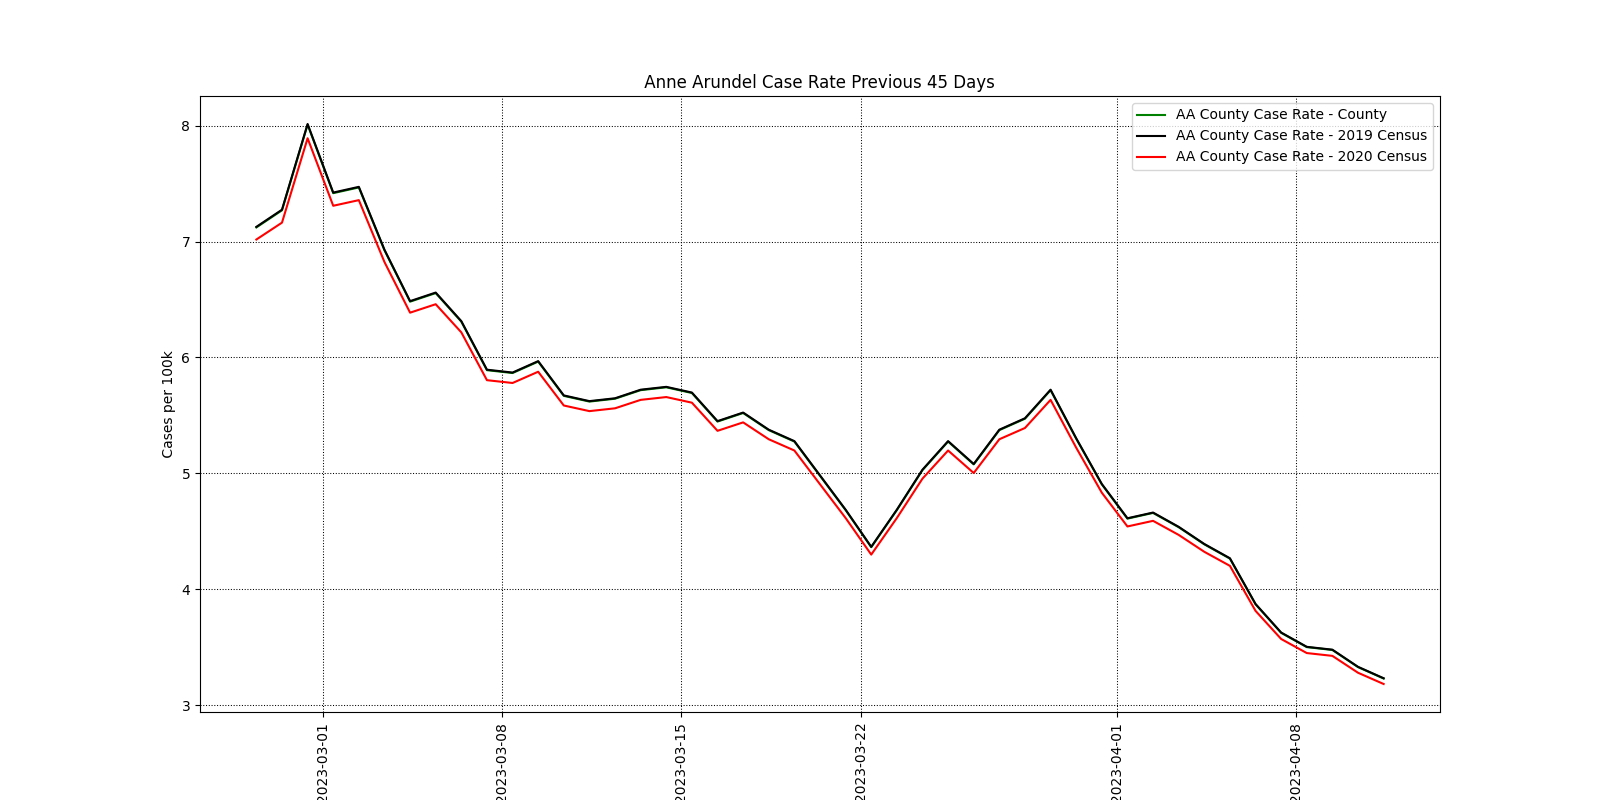 Anne Arundel Case Rate Previous 45 Days
AA County Case Rate - County
AA County Case Rate - 2019 Census
AA County Case Rate - 2020 Census
Cases per 100k
8
7
6
5
4
3
2023-03-01
2023-03-08
2023-03-15
2023-03-22
2023-04-01
2023-04-08